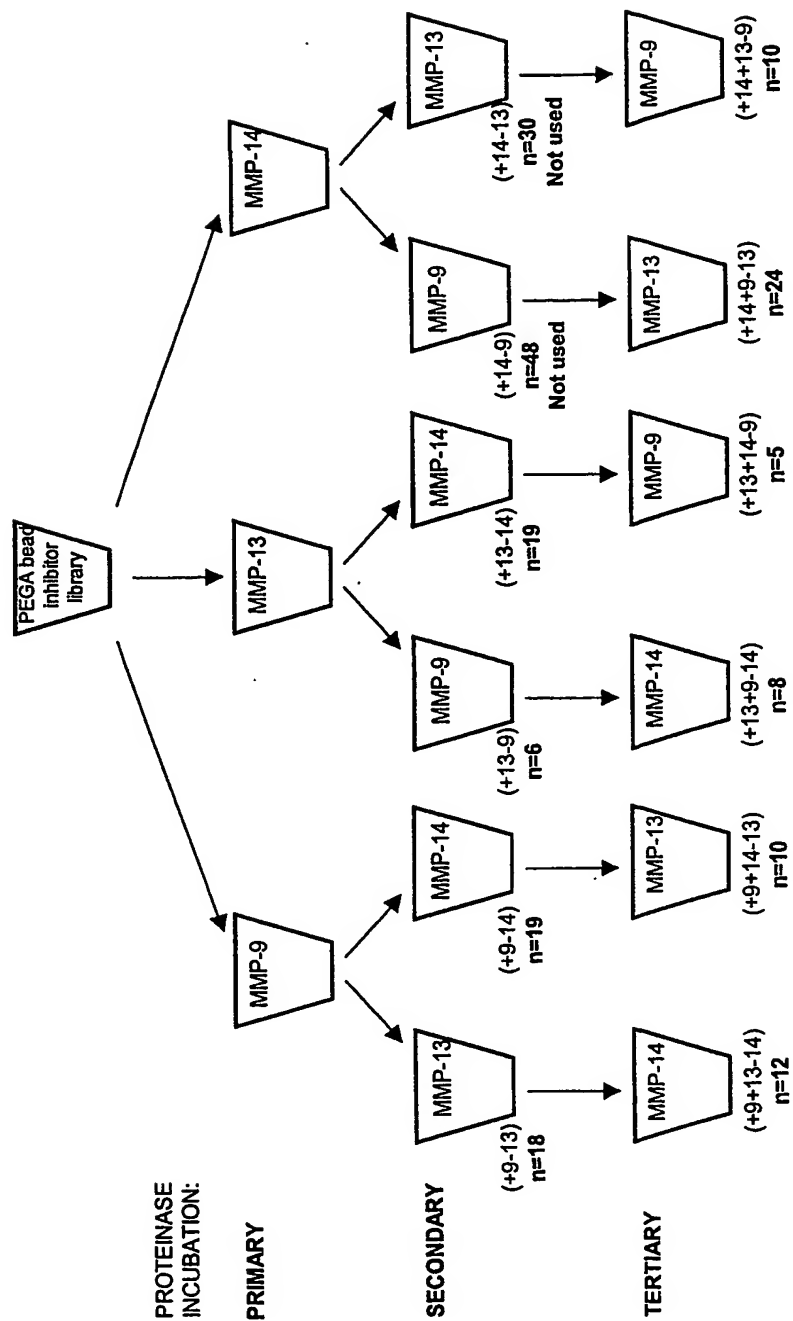 PEGA bead
inhibitor
library
PROTEINASE
INCUBATION:
PRIMARY
MMP-9
MMP-13
MMP-14
SECONDARY
MMP-13
(+9-13)
n=18
MMP-14
(+9-14)
n=19
MMP-9
(+13-9)
n=6
MMP-14
(+13-14)
n=19
MMP-9
(+14-9)
n=48
Not used
MMP-13
(+14-13)
n=30
Not used
TERTIARY
MMP-14
(+9+13-14)
n=12
MMP-13
(+9+14-13)
n=10
MMP-14
(+13+9-14)
n=8
MMP-9
(+13+14-9)
n=5
MMP-13
(+14+9-13)
n=24
MMP-9
(+14+13-9)
n=10